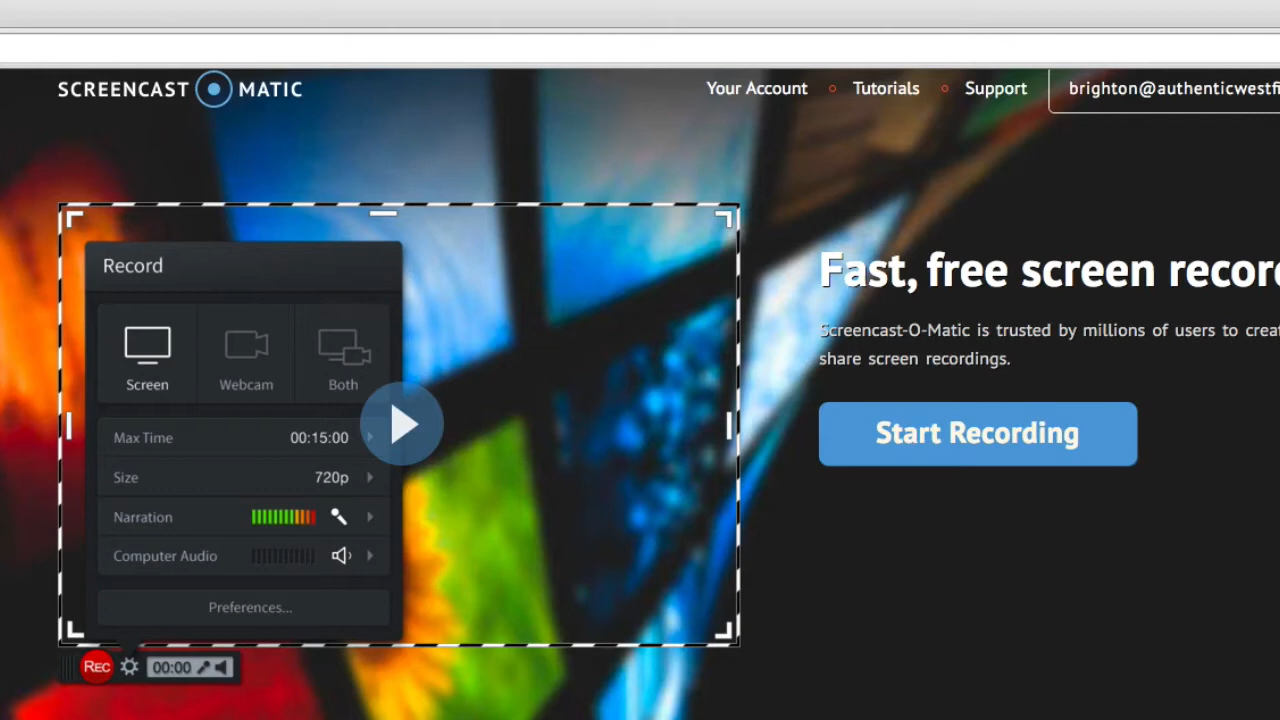 SCREENCAST MATIC
Your Account Tutorials Support brighton@authenticwestfi
Record
Screen Webcam Both
Max Time 00:15:00
Size 720p
Narration
Computer Audio
Preferences...
REC 00:00
Fast, free screen recor
Screencast-O-Matic is trusted by millions of users to creat
share screen recordings.
Start Recording